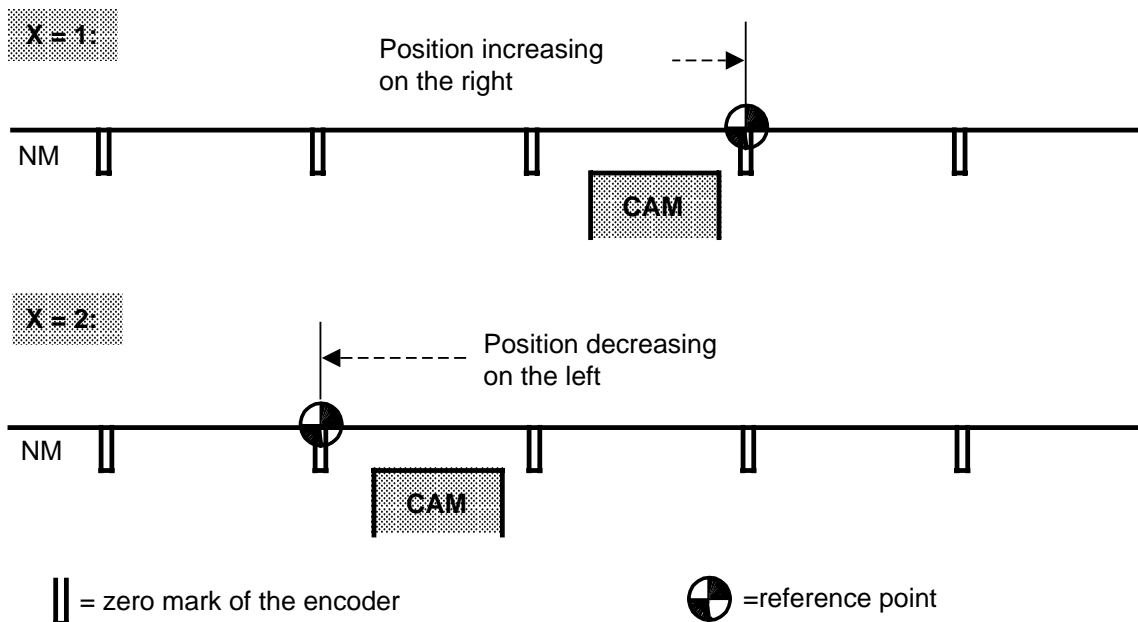 X = 1:
Position increasing
on the right
NM
CAM
X = 2:
Position decreasing
on the left
NM
CAM
= zero mark of the encoder
=reference point